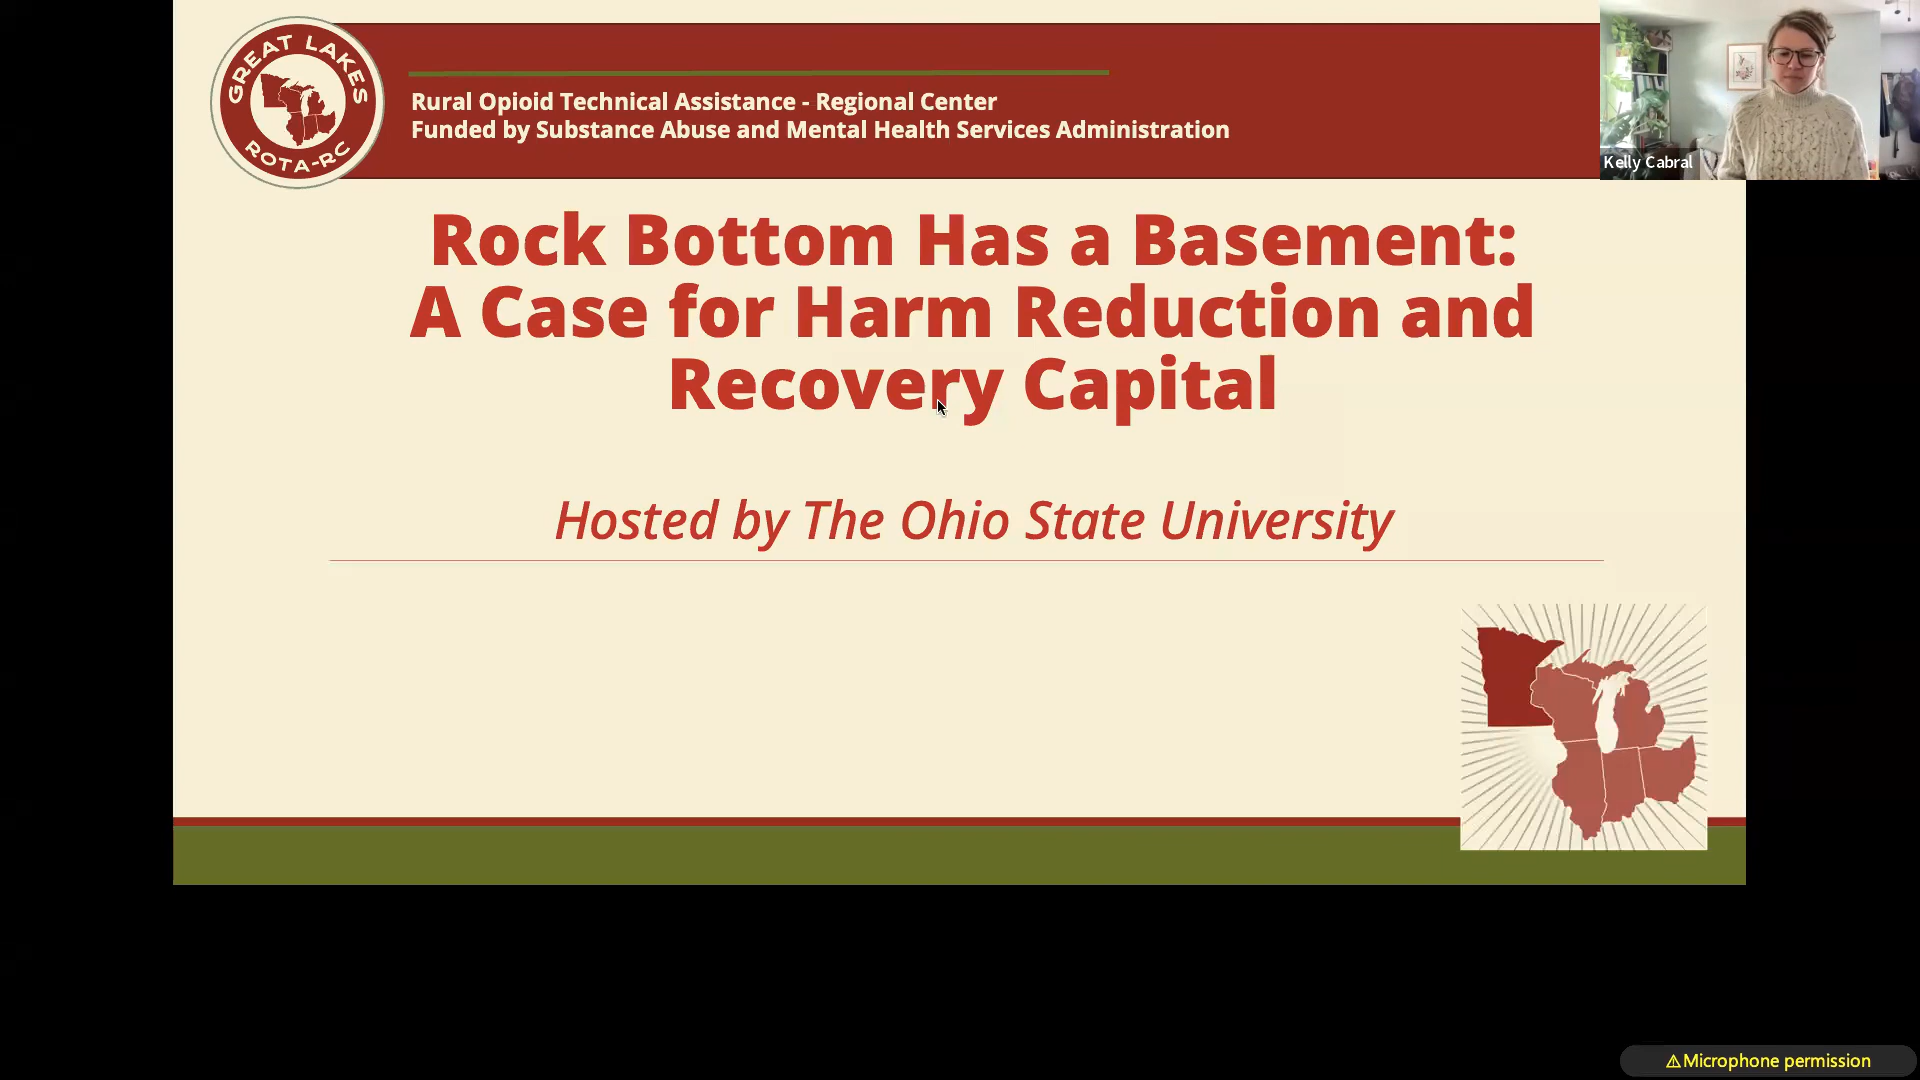 GREAT LAKES
ROTA-RC
Rural Opioid Technical Assistance - Regional Center
Funded by Substance Abuse and Mental Health Services Administration
Kelly Cabral
Rock Bottom Has a Basement:
A Case for Harm Reduction and
Recovery Capital
Hosted by The Ohio State University
Microphone permission